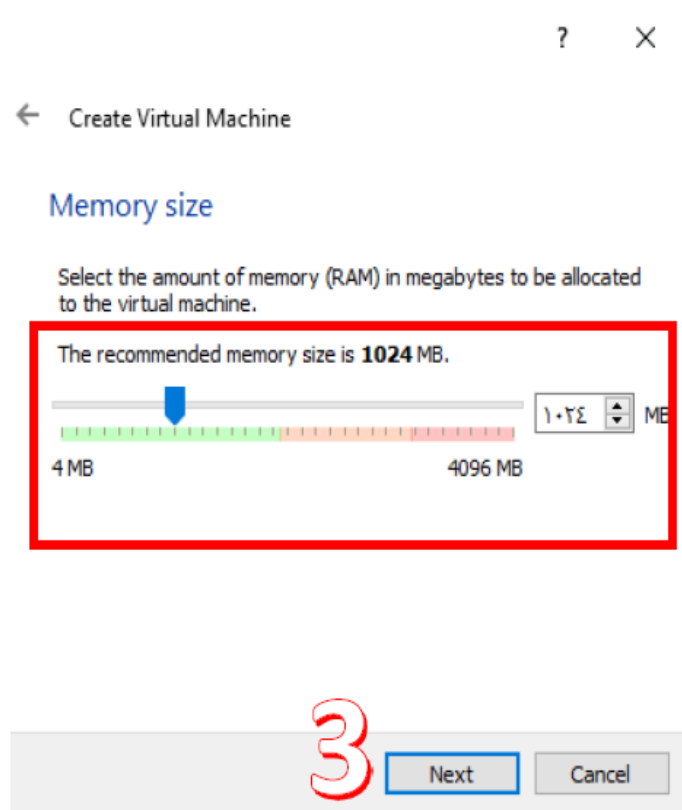 ?
Create Virtual Machine
Memory size
Select the amount of memory (RAM) in megabytes to be allocated
to the virtual machine.
The recommended memory size is 1024 MB.
١٠٢٤ MB
4 MB 4096 MB
3
Next Cancel